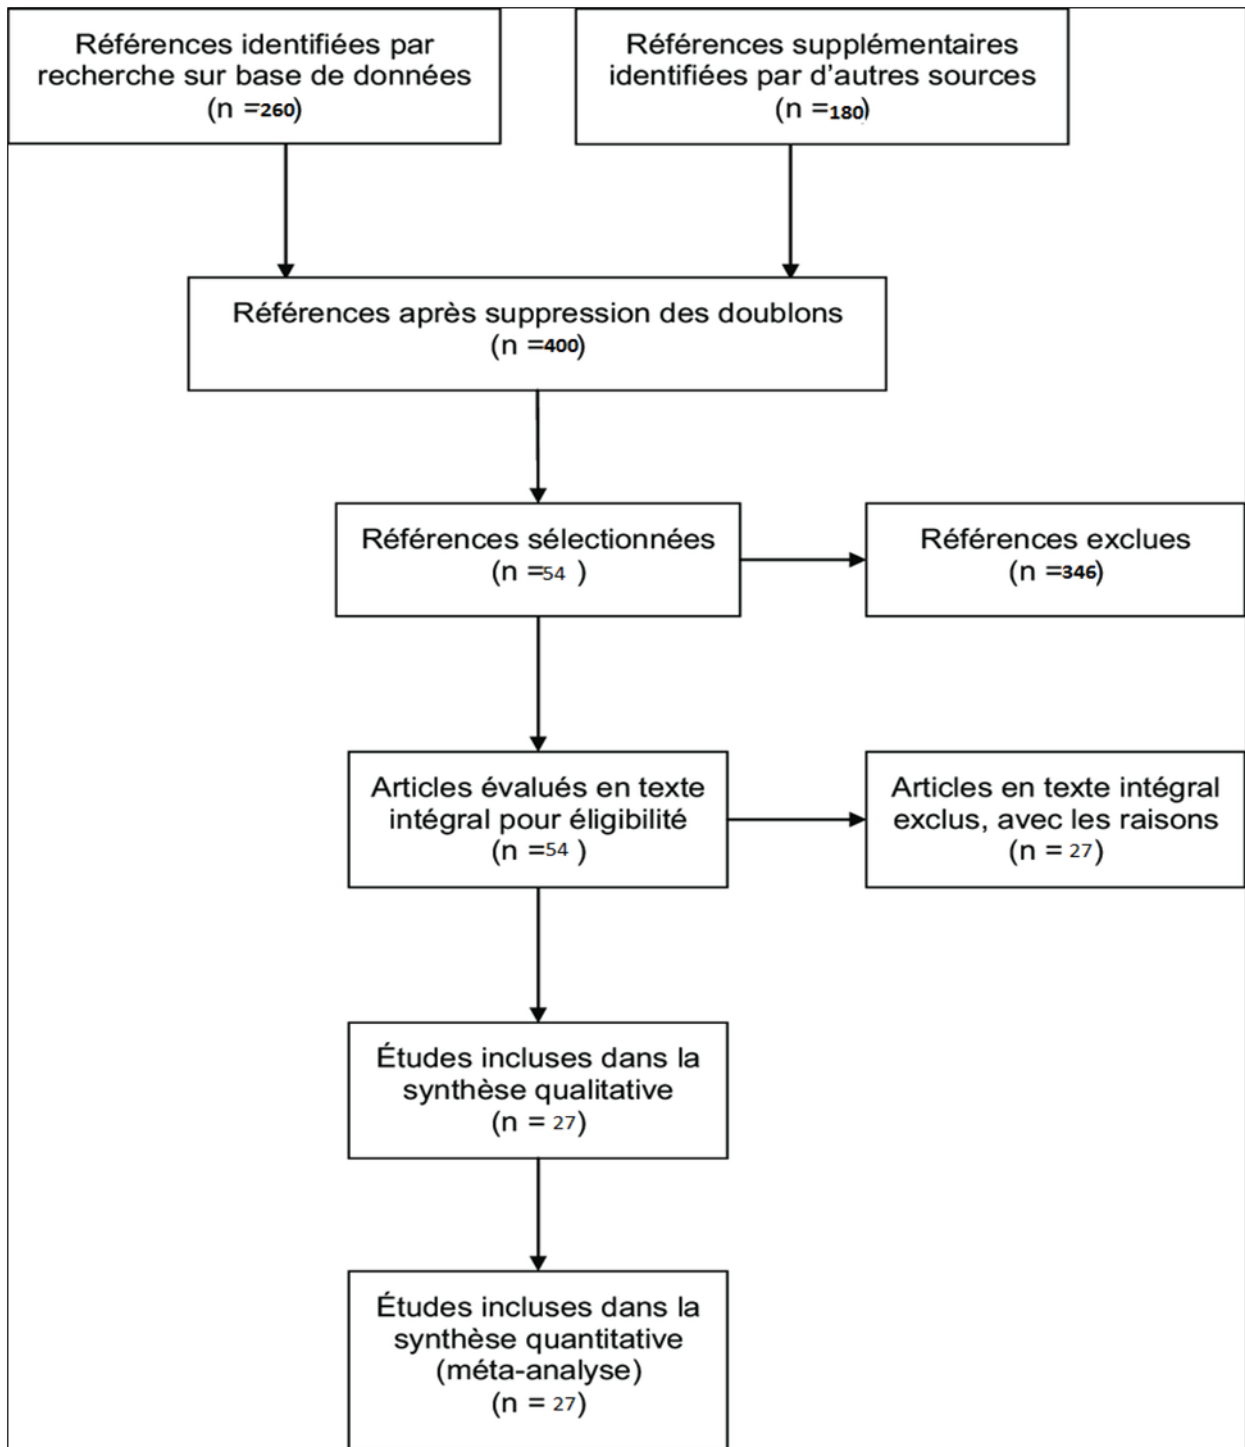 Références identifiées par
recherche sur base de données
(n =260)
Références supplémentaires
identifiées par d'autres sources
(n =180)
Références après suppression des doublons
(n =400)
Références sélectionnées
(n =54 )
Références exclues
(n =346)
Articles évalués en texte
intégral pour éligibilité
(n =54 )
Articles en texte intégral
exclus, avec les raisons
(n = 27)
Études incluses dans la
synthèse qualitative
(n = 27)
Études incluses dans la
synthèse quantitative
(méta-analyse)
(n = 27)